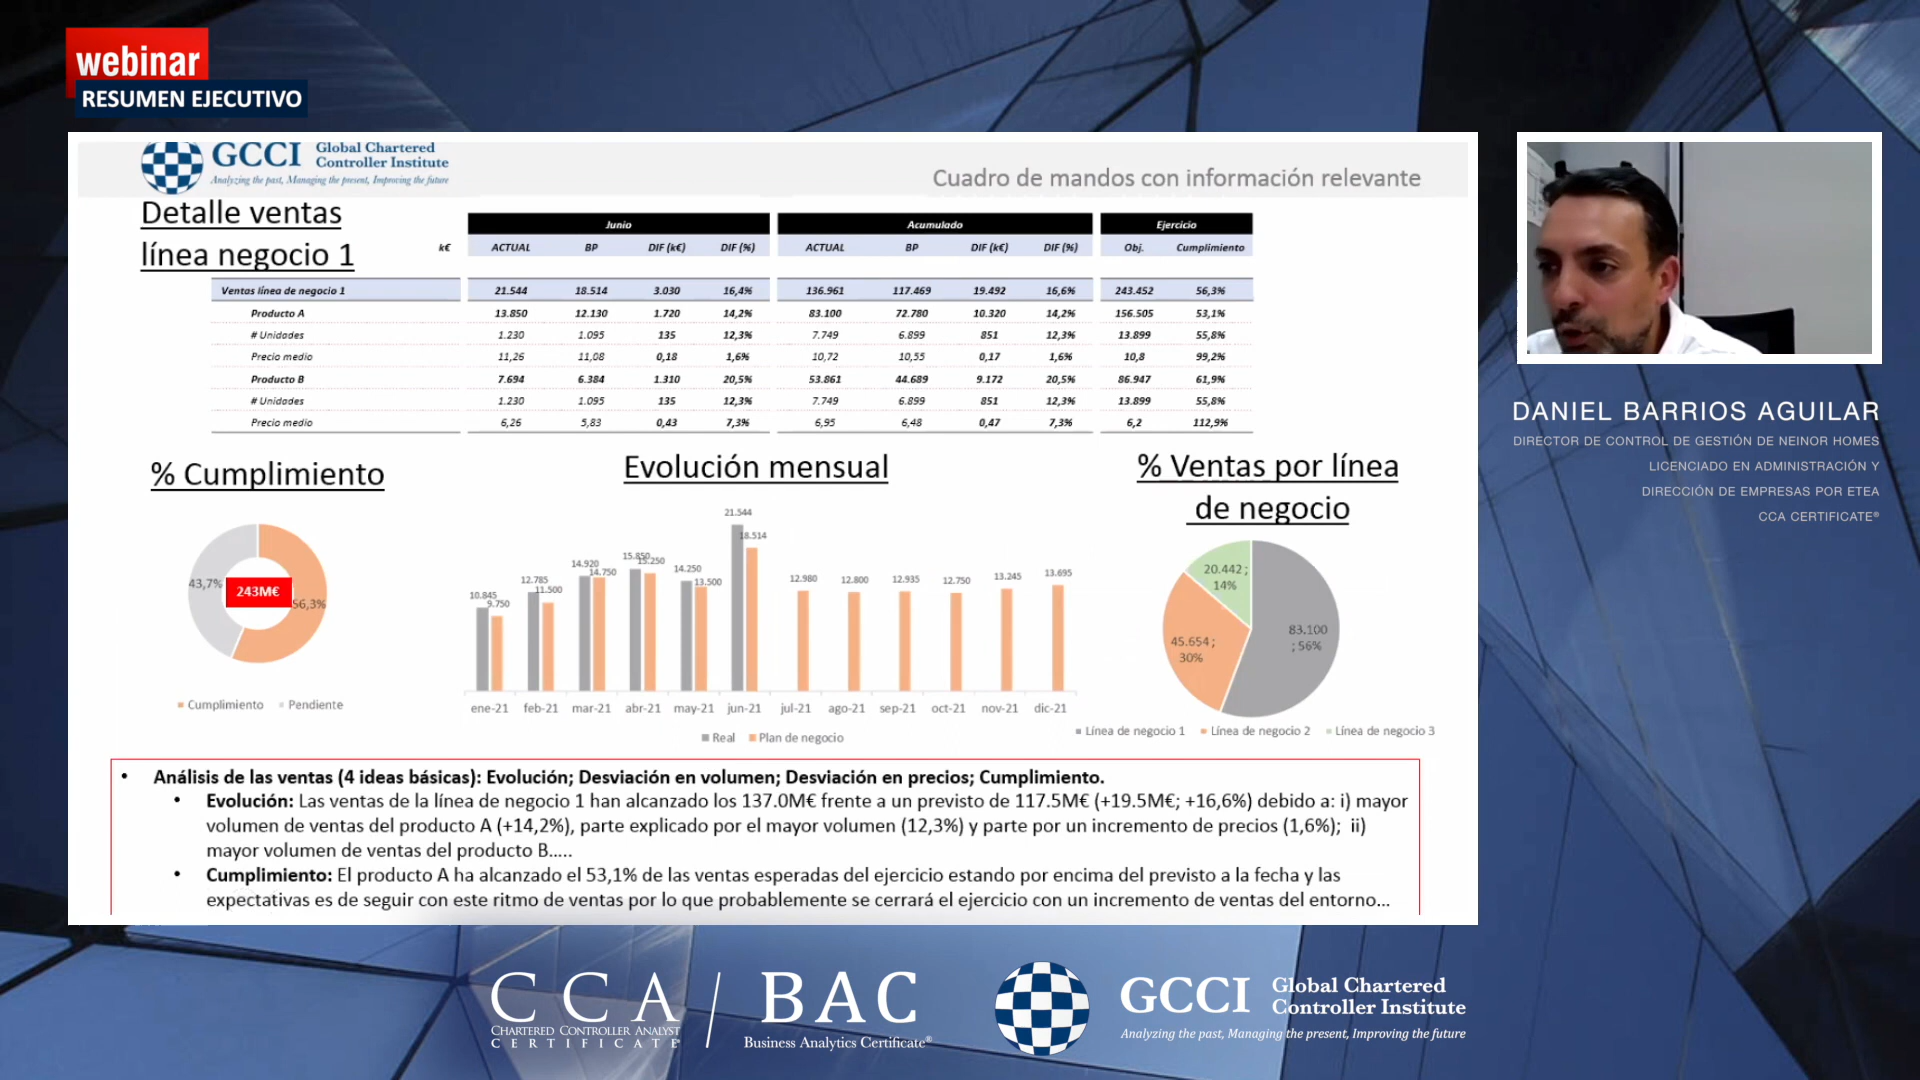 webinar
RESUMEN EJECUTIVO
GCCI Global Chartered
Controller Institute
Analyzing the past, Managing the present, Improving the future
Cuadro de mandos con información relevante
Detalle ventas
línea negocio 1
Junio Acumulado Ejercicio
k€ ACTUAL BP DIF (k€) DIF (%) ACTUAL BP DIF (k€) DIF (%) Obj. Cumplimiento
Ventas línea de negocio 1 21.544 18.514 3.030 16,4% 136.961 117.469 19.492 16,6% 243.452 56,3%
Producto A 13.850 12.130 1.720 14,2% 83.100 72.780 10.320 14,2% 156.505 53,1%
# Unidades 1.230 1.095 135 12,3% 7.749 6.899 851 12,3% 13.899 55,8%
Precio medio 11,26 11,08 0,18 1,6% 10,72 10,55 0,17 1,6% 10,8 99,2%
Producto B 7.694 6.384 1.310 20,5% 53.861 44.689 9.172 20,5% 86.947 61,9%
# Unidades 1.230 1.095 135 12,3% 7.749 6.899 851 12,3% 13.899 55,8%
Precio medio 6,26 5,83 0,43 7,3% 6,95 6,48 0,47 7,3% 6,2 112,9%
% Cumplimiento
43,7%
243M€
56,3%
Cumplimiento Pendiente
Evolución mensual
10.845 9.750 12.785 11.500 14.920 14.750 15.850 15.250 14.250 13.500 21.544 18.514 12.980 12.800 12.935 12.750 13.245 13.695
ene-21 feb-21 mar-21 abr-21 may-21 jun-21 jul-21 ago-21 sep-21 oct-21 nov-21 dic-21
Real Plan de negocio
% Ventas por línea
de negocio
20.442 ;
14%
83.100
; 56%
45.654 ;
30%
Línea de negocio 1 Línea de negocio 2 Línea de negocio 3
• Análisis de las ventas (4 ideas básicas): Evolución; Desviación en volumen; Desviación en precios; Cumplimiento.
• Evolución: Las ventas de la línea de negocio 1 han alcanzado los 137.0M€ frente a un previsto de 117.5M€ (+19.5M€; +16,6%) debido a: i) mayor
volumen de ventas del producto A (+14,2%), parte explicado por el mayor volumen (12,3%) y parte por un incremento de precios (1,6%); ii)
mayor volumen de ventas del producto B.....
• Cumplimiento: El producto A ha alcanzado el 53,1% de las ventas esperadas del ejercicio estando por encima del previsto a la fecha y las
expectativas es de seguir con este ritmo de ventas por lo que probablemente se cerrará el ejercicio con un incremento de ventas del entorno...
DANIEL BARRIOS AGUILAR
DIRECTOR DE CONTROL DE GESTIÓN DE NEINOR HOMES
LICENCIADO EN ADMINISTRACIÓN Y
DIRECCIÓN DE EMPRESAS POR ETEA
CCA CERTIFICATE®
CCA / BAC
CHARTERED CONTROLLER ANALYST
CERTIFICATE
Business Analytics Certificate®
GCCI Global Chartered
Controller Institute
Analyzing the past, Managing the present, Improving the future